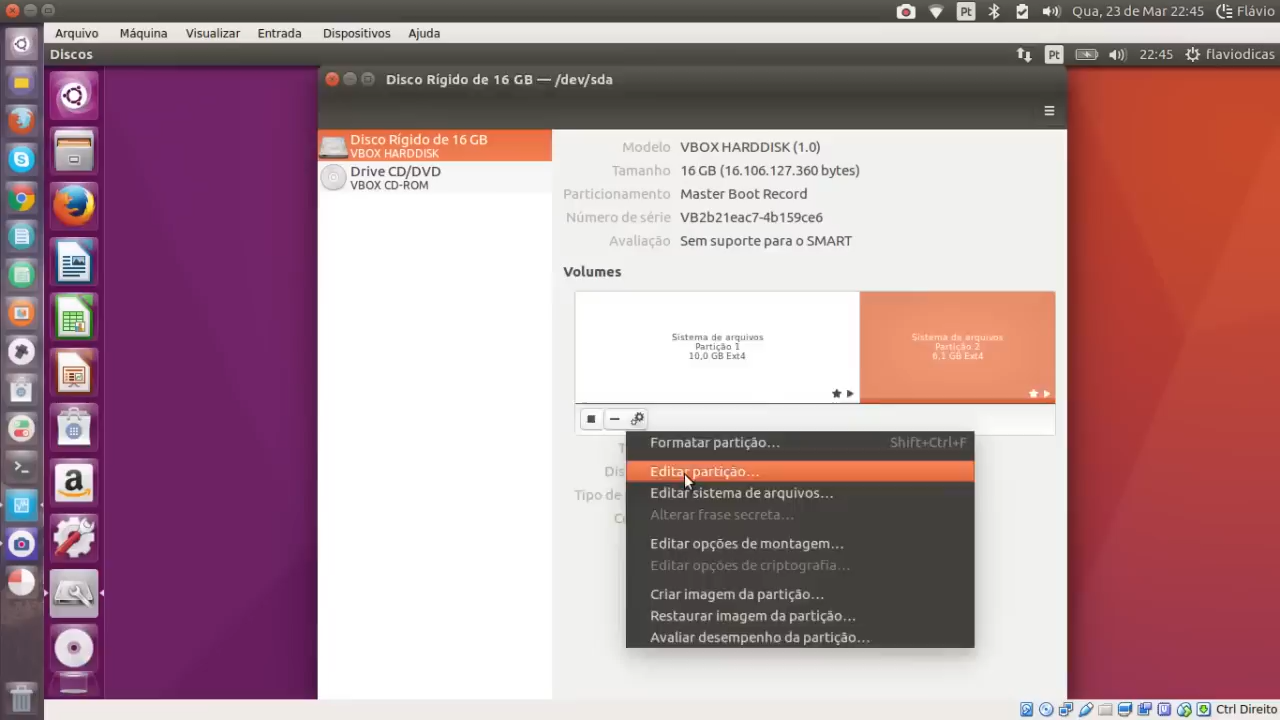 Pt
Qua, 23 de Mar 22:45
Flávio
Arquivo
Máquina
Visualizar
Entrada
Dispositivos
Ajuda
Discos
Pt
22:45
flaviodicas
Disco Rígido de 16 GB — /dev/sda
Disco Rígido de 16 GB
VBOX HARDDISK
Drive CD/DVD
VBOX CD-ROM
Modelo VBOX HARDDISK (1.0)
Tamanho 16 GB (16.106.127.360 bytes)
Particionamento Master Boot Record
Número de série VB2b21eac7-4b159ce6
Avaliação Sem suporte para o SMART
Volumes
Sistema de arquivos
Partição 1
10,0 GB Ext4
Sistema de arquivos
Partição 2
6,1 GB Ext4
Formatar partição… Shift+Ctrl+F
Dis
Editar partição…
Tipo de
Editar sistema de arquivos…
Alterar frase secreta…
Editar opções de montagem…
Editar opções de criptografia…
Criar imagem da partição…
Restaurar imagem da partição…
Avaliar desempenho da partição…
Ctrl Direito